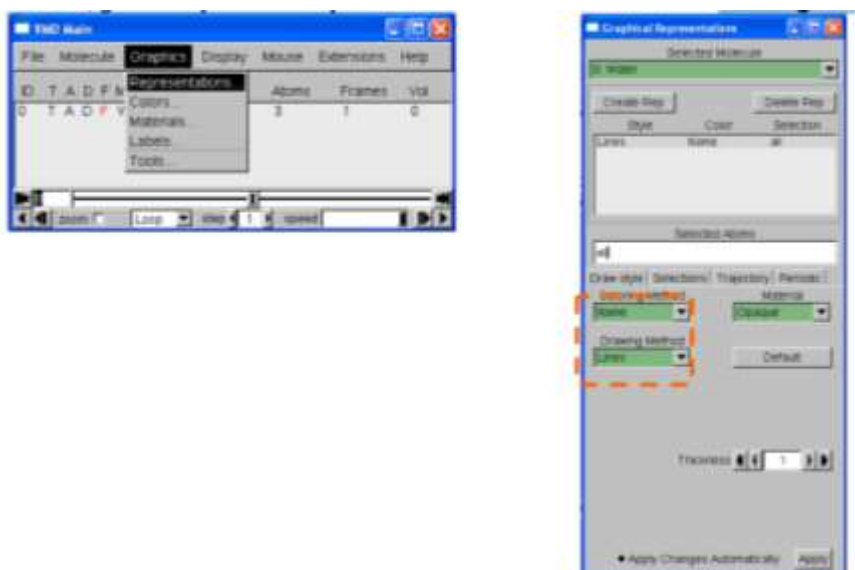 VMD Main
File Molecule Graphics Display Mouse Extensions Help
ID T A D F Atoms Frames Vol
0 T A D F V 3 1 0
Representations...
Colors...
Materials...
Labels...
Tools...
zoom Loop step 1 speed
Graphical Representations
Selected Molecule
0: Water
Create Rep Delete Rep
Style Color Selection
Lines Name all
Selected Atoms
all
Draw style Selections Trajectory Periodic
Coloring Method Material
Name Opaque
Drawing Method
Lines Default
Thickness 1
Apply Changes Automatically Apply